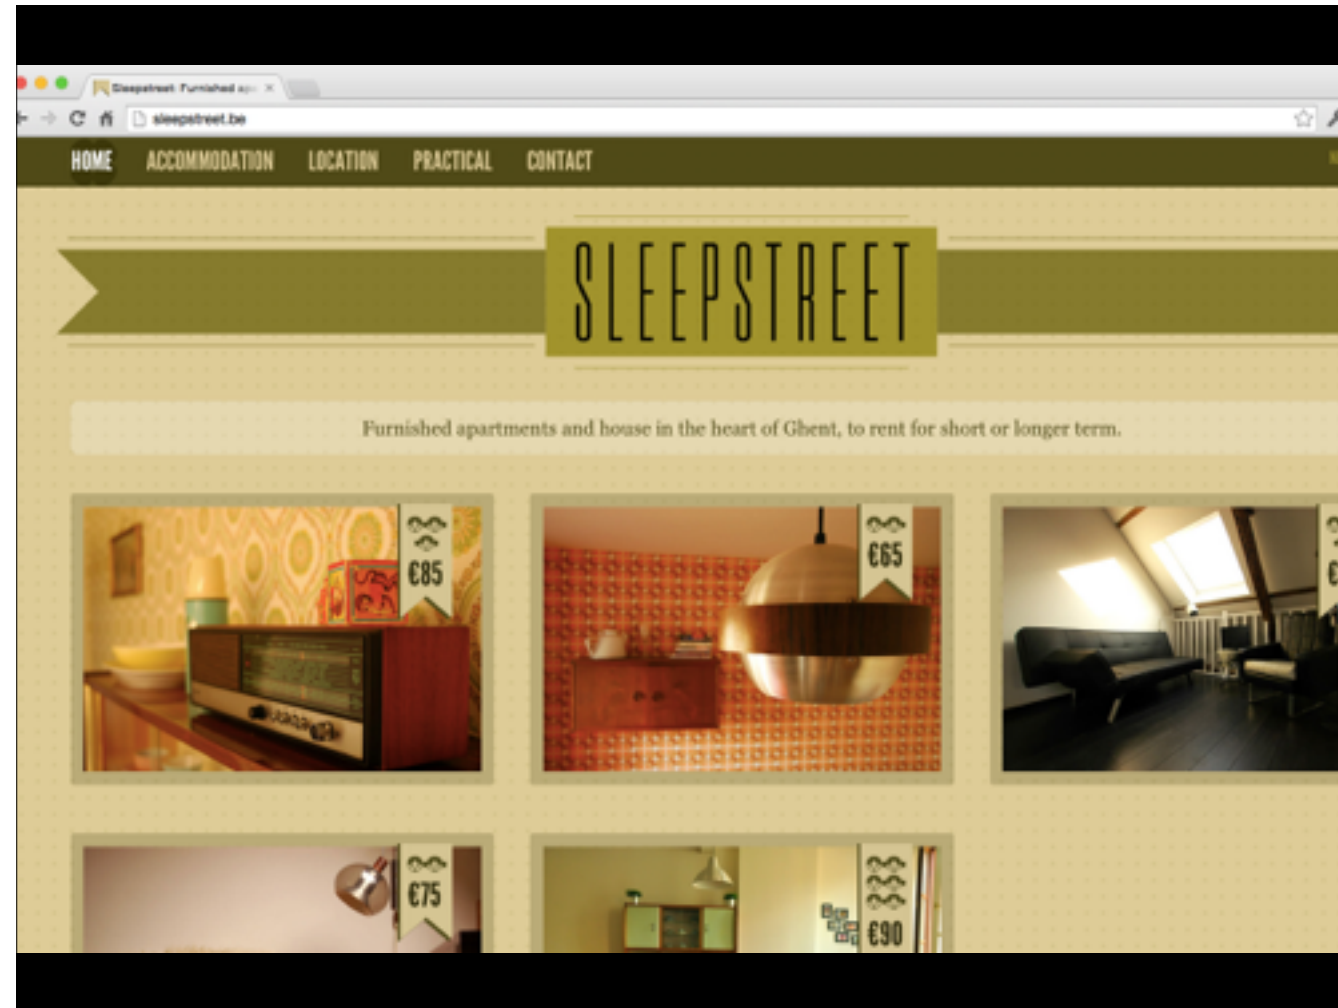 Sleepstreet: Furnished ap
sleepstreet.be
HOME ACCOMMODATION LOCATION PRACTICAL CONTACT
SLEEPSTREET
Furnished apartments and house in the heart of Ghent, to rent for short or longer term.
€85
€65
€
€75
€90